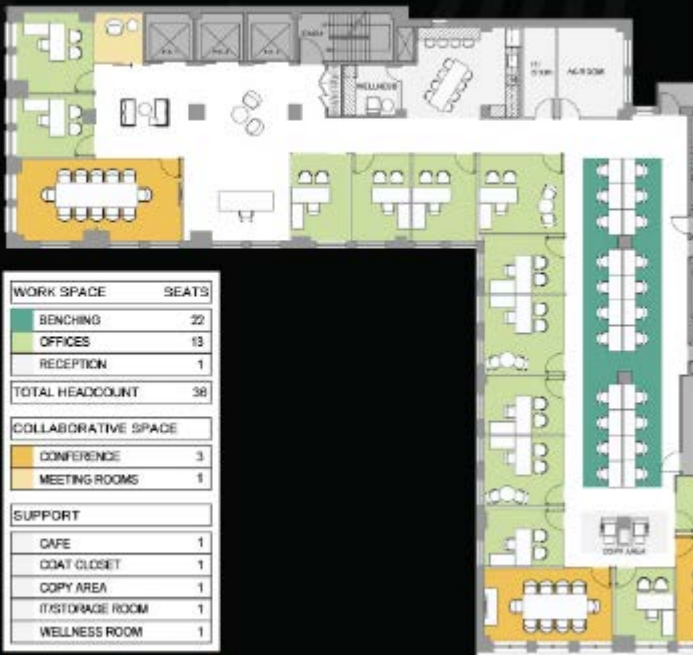 WELLNESS
COPY AREA
WORK SPACE SEATS
BENCHING 22
OFFICES 13
RECEPTION 1
TOTAL HEADCOUNT 36
COLLABORATIVE SPACE
CONFERENCE 3
MEETING ROOMS 1
SUPPORT
CAFE 1
COAT CLOSET 1
COPY AREA 1
IT/STORAGE ROOM 1
WELLNESS ROOM 1